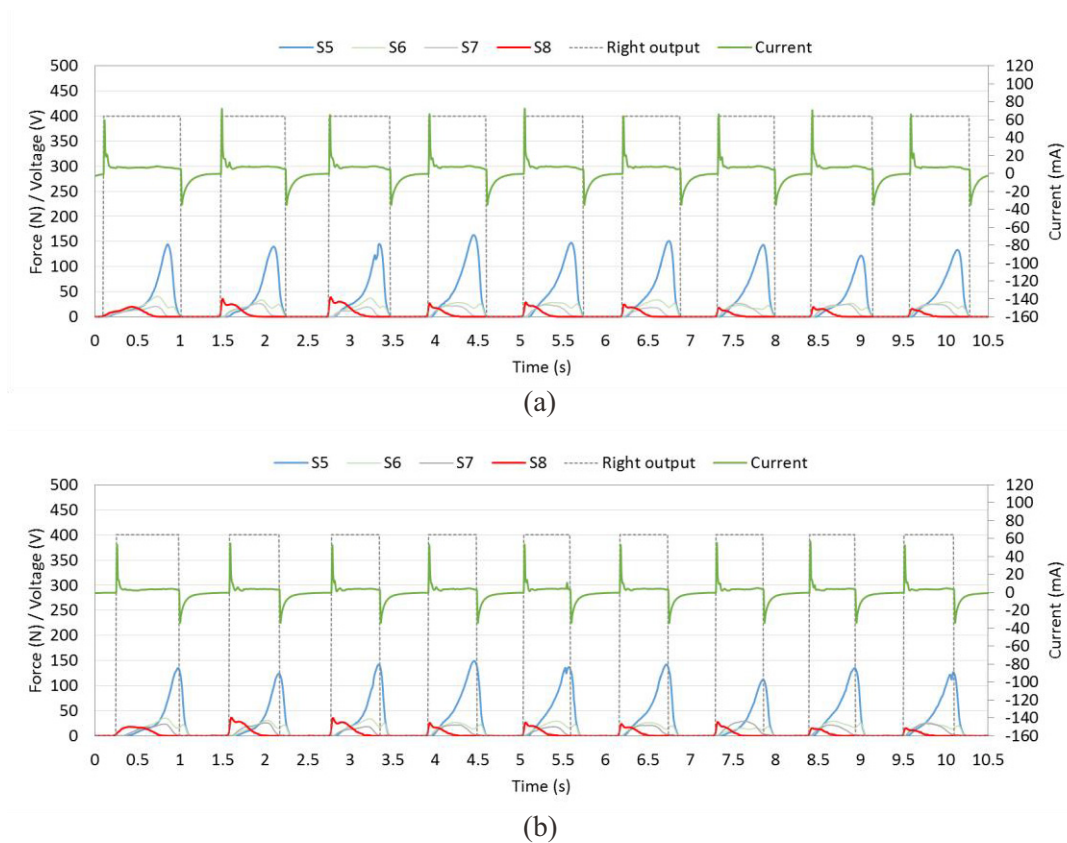 S5 S6 S7 S8 Right output Current
500 450 400 350 300 250 200 150 100 50 0
Force (N) / Voltage (V)
120 100 80 60 40 20 0 -20 -40 -60 -80 -100 -120 -140 -160
Current (mA)
0 0.5 1 1.5 2 2.5 3 3.5 4 4.5 5 5.5 6 6.5 7 7.5 8 8.5 9 9.5 10 10.5
Time (s)
(a)
S5 S6 S7 S8 Right output Current
500 450 400 350 300 250 200 150 100 50 0
Force (N) / Voltage (V)
120 100 80 60 40 20 0 -20 -40 -60 -80 -100 -120 -140 -160
Current (mA)
0 0.5 1 1.5 2 2.5 3 3.5 4 4.5 5 5.5 6 6.5 7 7.5 8 8.5 9 9.5 10 10.5
Time (s)
(b)